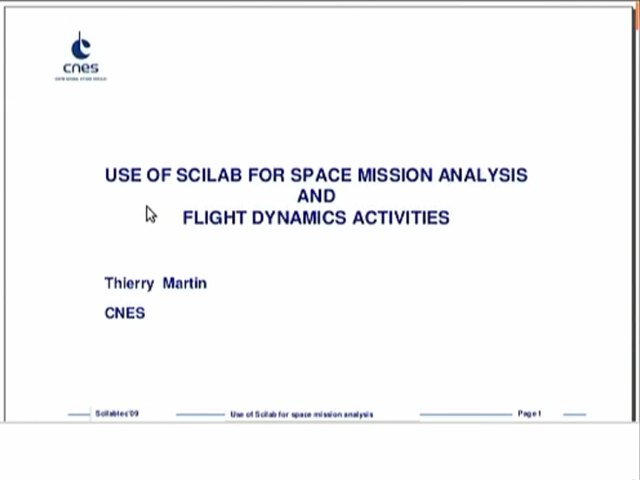 cnes
USE OF SCILAB FOR SPACE MISSION ANALYSIS
AND
FLIGHT DYNAMICS ACTIVITIES
Thierry Martin
CNES
Scilabtec'09 Use of Scilab for space mission analysis Page 1